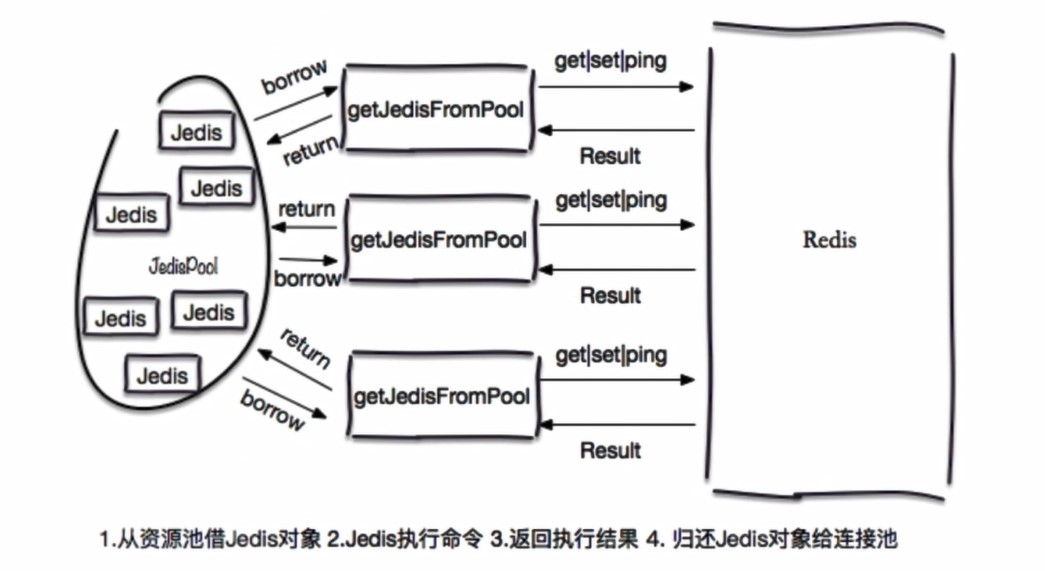 borrow
getJedisFromPool
get|set|ping
Jedis
return
Result
Jedis
Jedis
return
getJedisFromPool
get|set|ping
Redis
JedisPool
borrow
Result
Jedis
Jedis
return
getJedisFromPool
get|set|ping
Jedis
borrow
Result
1.从资源池借Jedis对象 2.Jedis执行命令 3.返回执行结果 4. 归还Jedis对象给连接池